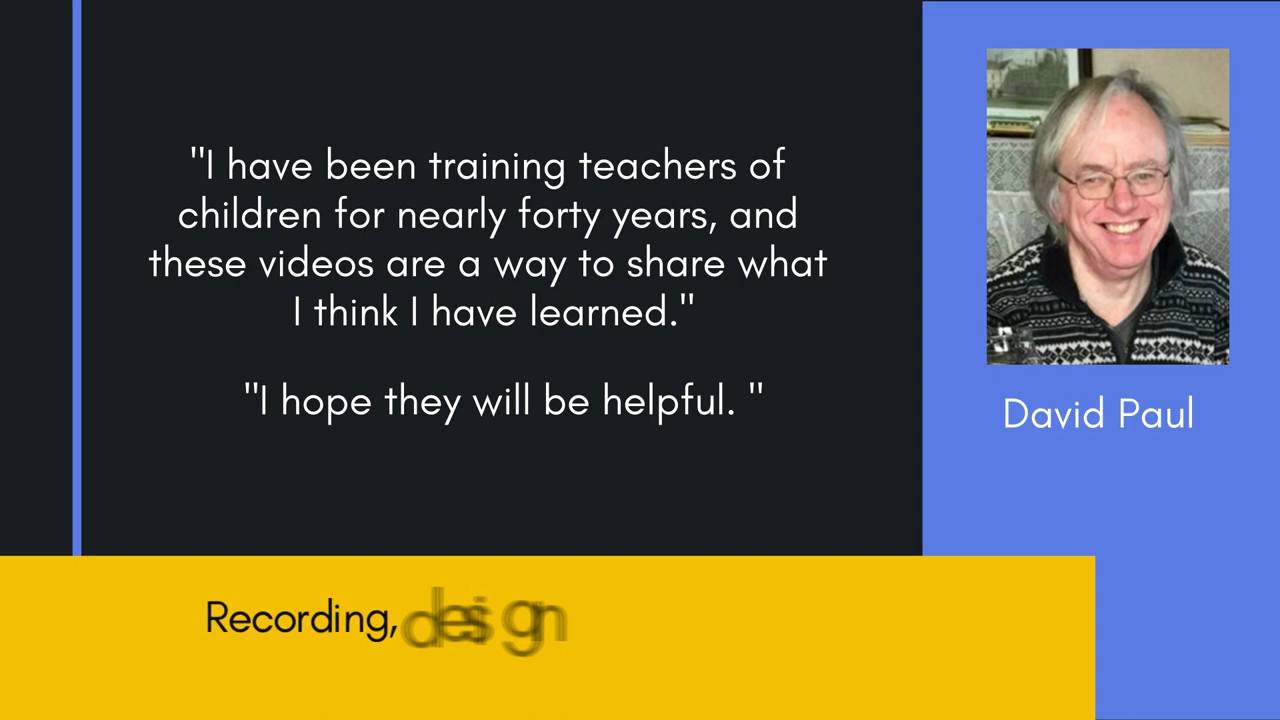 "I have been training teachers of
children for nearly forty years, and
these videos are a way to share what
I think I have learned."
"I hope they will be helpful. "
David Paul
Recording, design